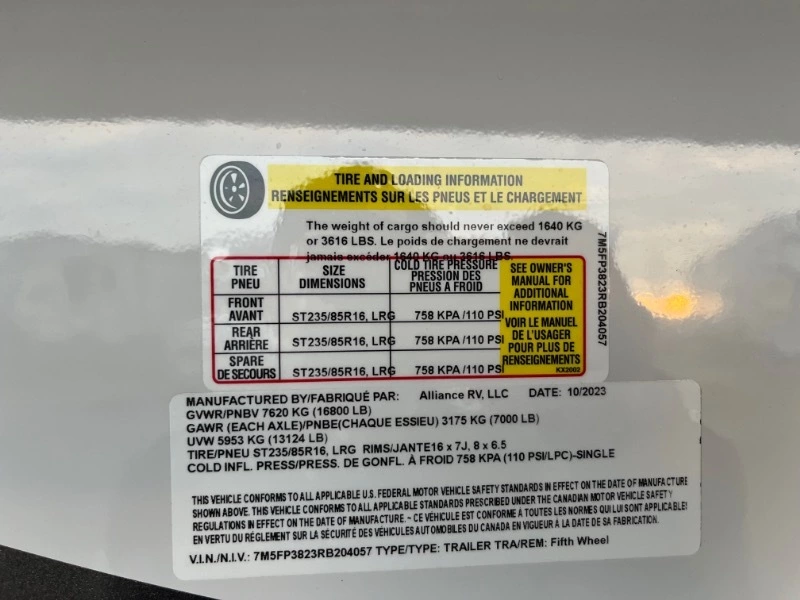 TIRE AND LOADING INFORMATION
RENSEIGNEMENTS SUR LES PNEUS ET LE CHARGEMENT
The weight of cargo should never exceed 1640 KG
or 3616 LBS. Le poids de chargement ne devrait
jamais excéder 1640 KG ou 3616 LBS.
TIRE
PNEU
SIZE
DIMENSIONS
COLD TIRE PRESSURE
PRESSION DES
PNEUS A FROID
SEE OWNER'S
MANUAL FOR
ADDITIONAL
INFORMATION
VOIR LE MANUEL
DE L'USAGER
POUR PLUS DE
RENSEIGNEMENTS
KX2002
FRONT
AVANT
ST235/85R16, LRG 758 KPA /110 PSI
REAR
ARRIÈRE
ST235/85R16, LRG 758 KPA /110 PSI
SPARE
DE SECOURS
ST235/85R16, LRG 758 KPA /110 PSI
7M5FP3823RB204057
MANUFACTURED BY/FABRIQUÉ PAR: Alliance RV, LLC DATE: 10/2023
GVWR/PNBV 7620 KG (16800 LB)
GAWR (EACH AXLE)/PNBE(CHAQUE ESSIEU) 3175 KG (7000 LB)
UVW 5953 KG (13124 LB)
TIRE/PNEU ST235/85R16, LRG RIMS/JANTE16 x 7J, 8 x 6.5
COLD INFL. PRESS/PRESS. DE GONFL. À FROID 758 KPA (110 PSI/LPC)-SINGLE
THIS VEHICLE CONFORMS TO ALL APPLICABLE U.S. FEDERAL MOTOR VEHICLE SAFETY STANDARDS IN EFFECT ON THE DATE OF MANUFACTURE
SHOWN ABOVE. THIS VEHICLE CONFORMS TO ALL APPLICABLE STANDARDS PRESCRIBED UNDER THE CANADIAN MOTOR VEHICLE SAFETY
REGULATIONS IN EFFECT ON THE DATE OF MANUFACTURE. - CE VÉHICULE EST CONFORME À TOUTES LES NORMES QUI LUI SONT APPLICABLES
EN VERTU DU RÈGLEMENT SUR LA SÉCURITÉ DES VÉHICULES AUTOMOBILES DU CANADA EN VIGUEUR À LA DATE DE SA FABRICATION.
V.I.N./N.I.V.: 7M5FP3823RB204057 TYPE/TYPE: TRAILER TRA/REM: Fifth Wheel